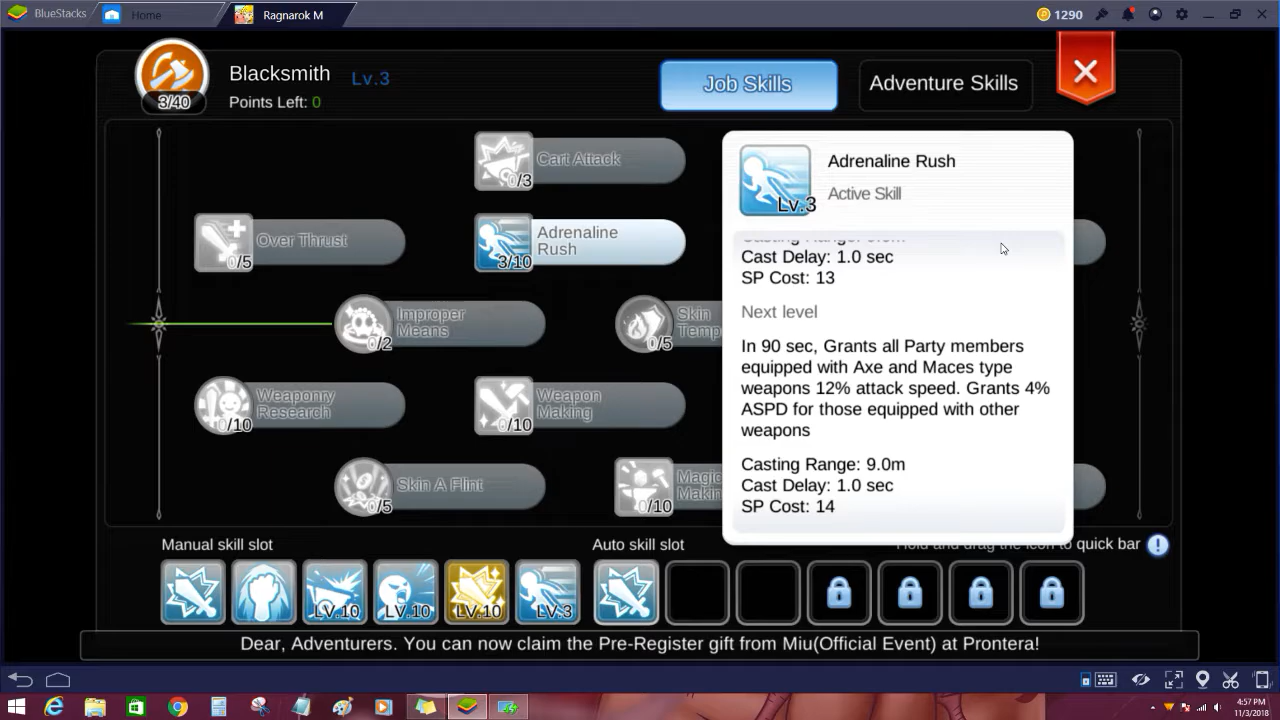 BlueStacks
Home
Ragnarok M
1290
Blacksmith Lv.3
3/40
Points Left: 0
Job Skills
Adventure Skills
Cart Attack
0/3
Over Thrust
0/5
Adrenaline
Rush
3/10
Improper
Means
0/2
Skin
Temp
0/5
Weaponry
Research
0/10
Weapon
Making
0/10
Skin A Flint
0/5
Magic
Makin
0/10
Adrenaline Rush
Active Skill
Lv.3
Cast Delay: 1.0 sec
SP Cost: 13
Next level
In 90 sec, Grants all Party members
equipped with Axe and Maces type
weapons 12% attack speed. Grants 4%
ASPD for those equipped with other
weapons
Casting Range: 9.0m
Cast Delay: 1.0 sec
SP Cost: 14
Manual skill slot
Auto skill slot
Hold and drag the icon to quick bar
LV.10
LV.10
LV.10
LV.3
Dear, Adventurers. You can now claim the Pre-Register gift from Miu(Official Event) at Prontera!
4:57 PM
11/3/2018